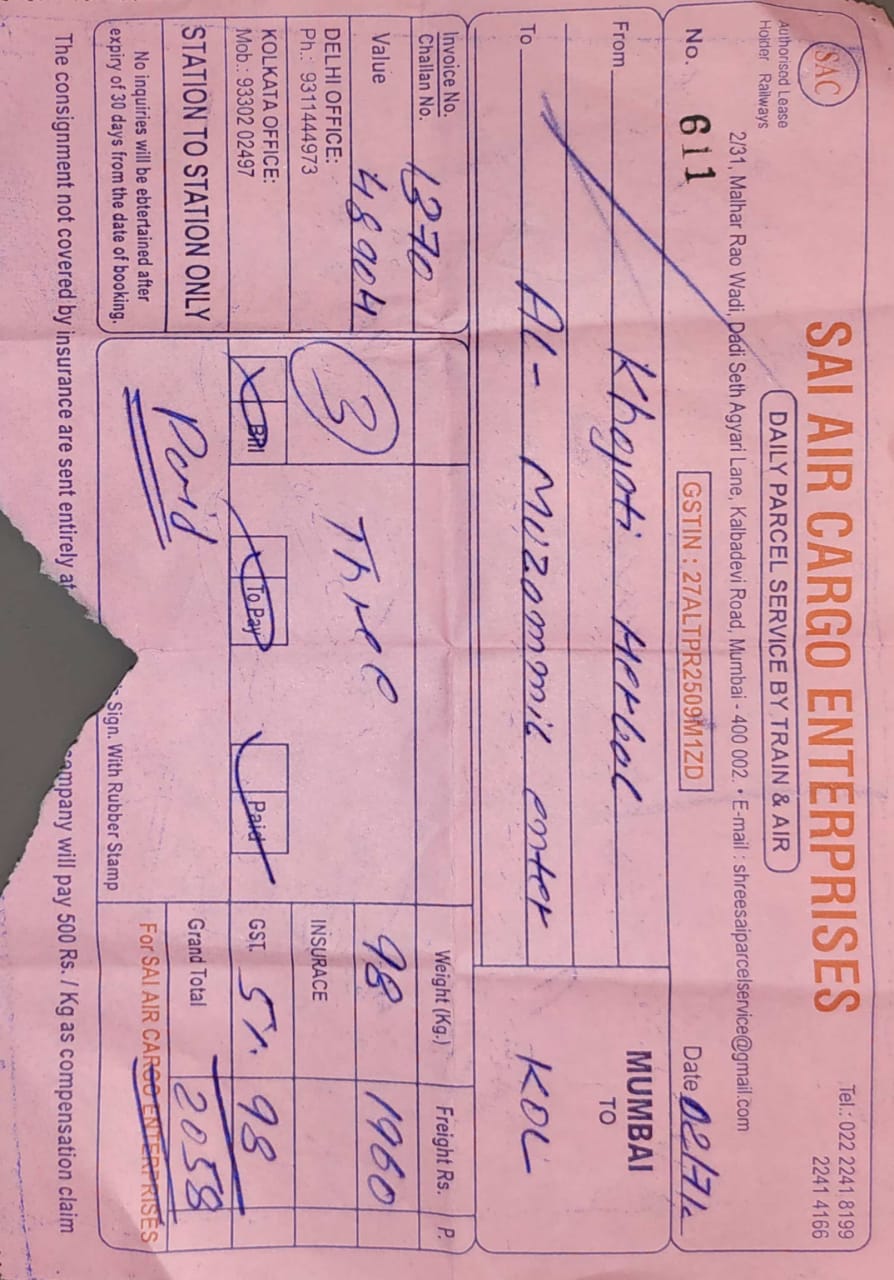 SAC
SAI AIR CARGO ENTERPRISES
Tel.: 022 2241 8199
2241 4166
Authorised Lease
Holder Railways
DAILY PARCEL SERVICE BY TRAIN & AIR
2/31, Malhar Rao Wadi, Dadi Seth Agyari Lane, Kalbadevi Road, Mumbai - 400 002. • E-mail : shreesaiparcelservice@gmail.com
No. 611
GSTIN : 27ALTPR2509M1ZD
Date 02/7/
From Khojati Herbal
MUMBAI
TO
To AL- Muzammil enter
KOL
Invoice No.
Challan No. 1370
Weight (Kg.)
Freight Rs.
P.
Value 48904
3 Three
98
1960
DELHI OFFICE:
Ph.: 9311444973
INSURACE
KOLKATA OFFICE:
Mob.: 93302 02497
Bill
To Pay
Paid
GST. 5%
98
STATION TO STATION ONLY
Paid
Grand Total
2058
No inquiries will be ebtertained after
expiry of 30 days from the date of booking.
Sign. With Rubber Stamp
For SAI AIR CARGO ENTERPRISES
The consignment not covered by insurance are sent entirely at
company will pay 500 Rs. / Kg as compensation claim